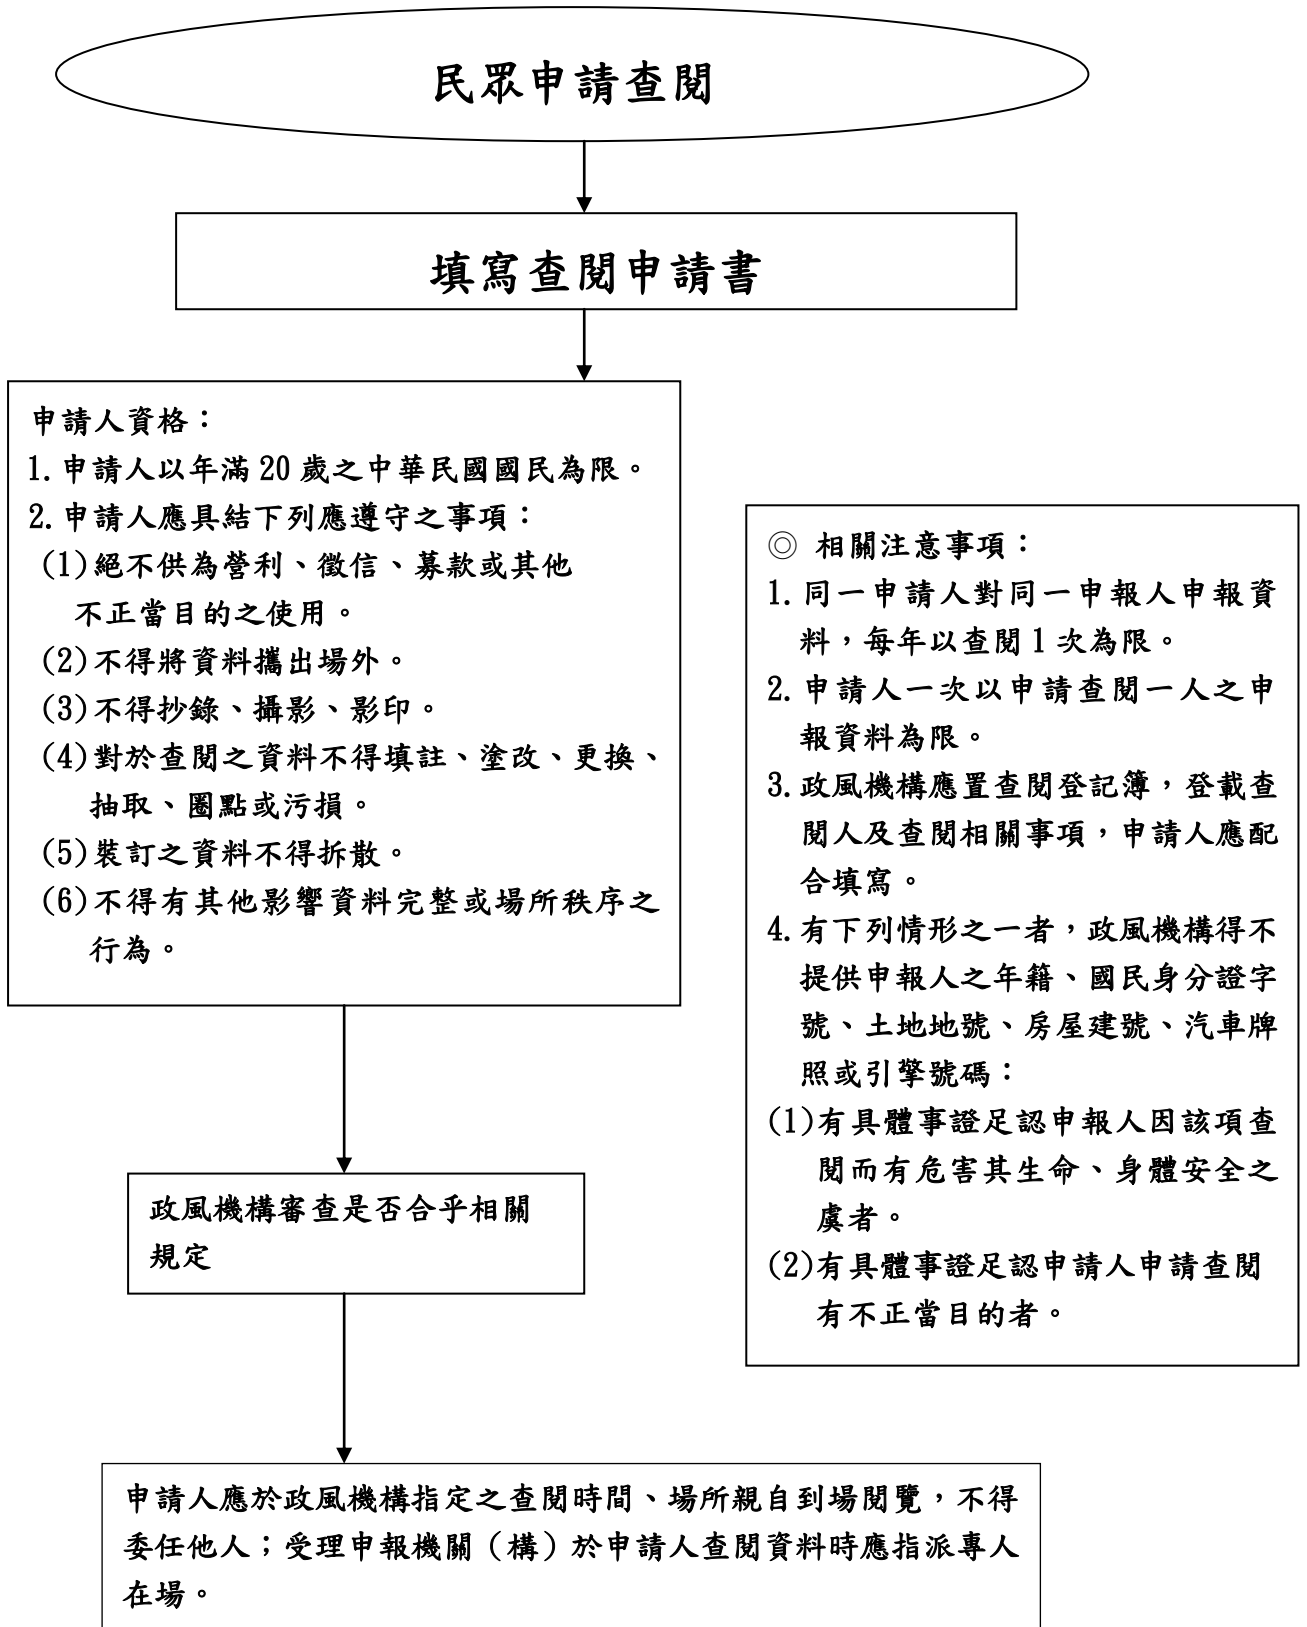 民眾申請查閱
填寫查閱申請書
申請人資格：
1.申請人以年滿20歲之中華民國國民為限。
2.申請人應具結下列應遵守之事項：
(1)絕不供為營利、徵信、募款或其他
不正當目的之使用。
(2)不得將資料攜出場外。
(3)不得抄錄、攝影、影印。
(4)對於查閱之資料不得填註、塗改、更換、
抽取、圈點或污損。
(5)裝訂之資料不得拆散。
(6)不得有其他影響資料完整或場所秩序之
行為。
◎ 相關注意事項：
1.同一申請人對同一申報人申報資
料，每年以查閱1次為限。
2.申請人一次以申請查閱一人之申
報資料為限。
3.政風機構應置查閱登記簿，登載查
閱人及查閱相關事項，申請人應配
合填寫。
4.有下列情形之一者，政風機構得不
提供申報人之年籍、國民身分證字
號、土地地號、房屋建號、汽車牌
照或引擎號碼：
(1)有具體事證足認申報人因該項查
閱而有危害其生命、身體安全之
虞者。
(2)有具體事證足認申請人申請查閱
有不正當目的者。
政風機構審查是否合乎相關
規定
申請人應於政風機構指定之查閱時間、場所親自到場閱覽，不得
委任他人；受理申報機關（構）於申請人查閱資料時應指派專人
在場。